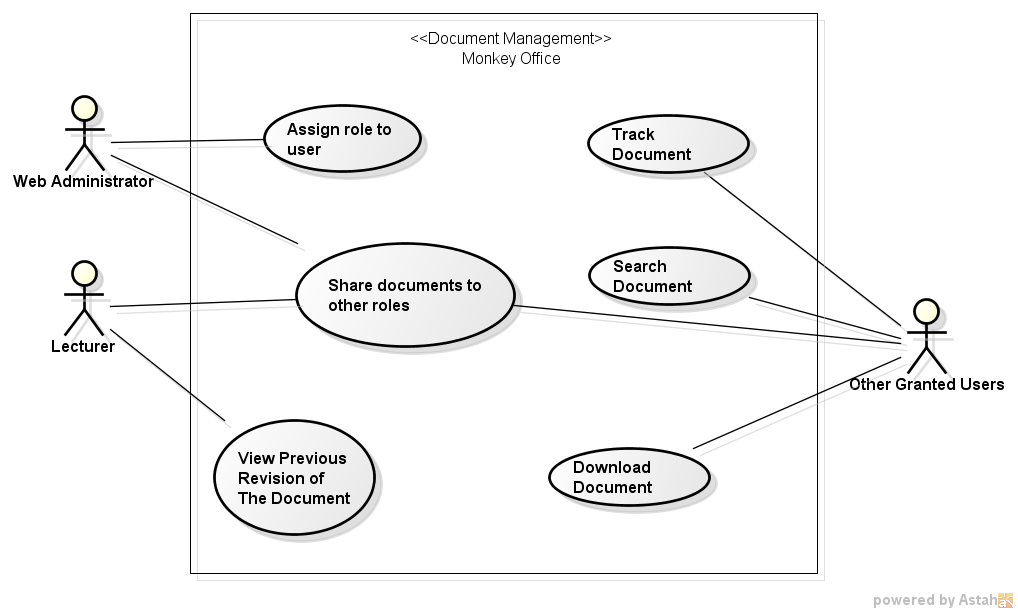 <<Document Management>>
Monkey Office
Assign role to
user
Track
Document
Web Administrator
Share documents to
other roles
Search
Document
Lecturer
Other Granted Users
View Previous
Revision of
The Document
Download
Document
powered by Astah